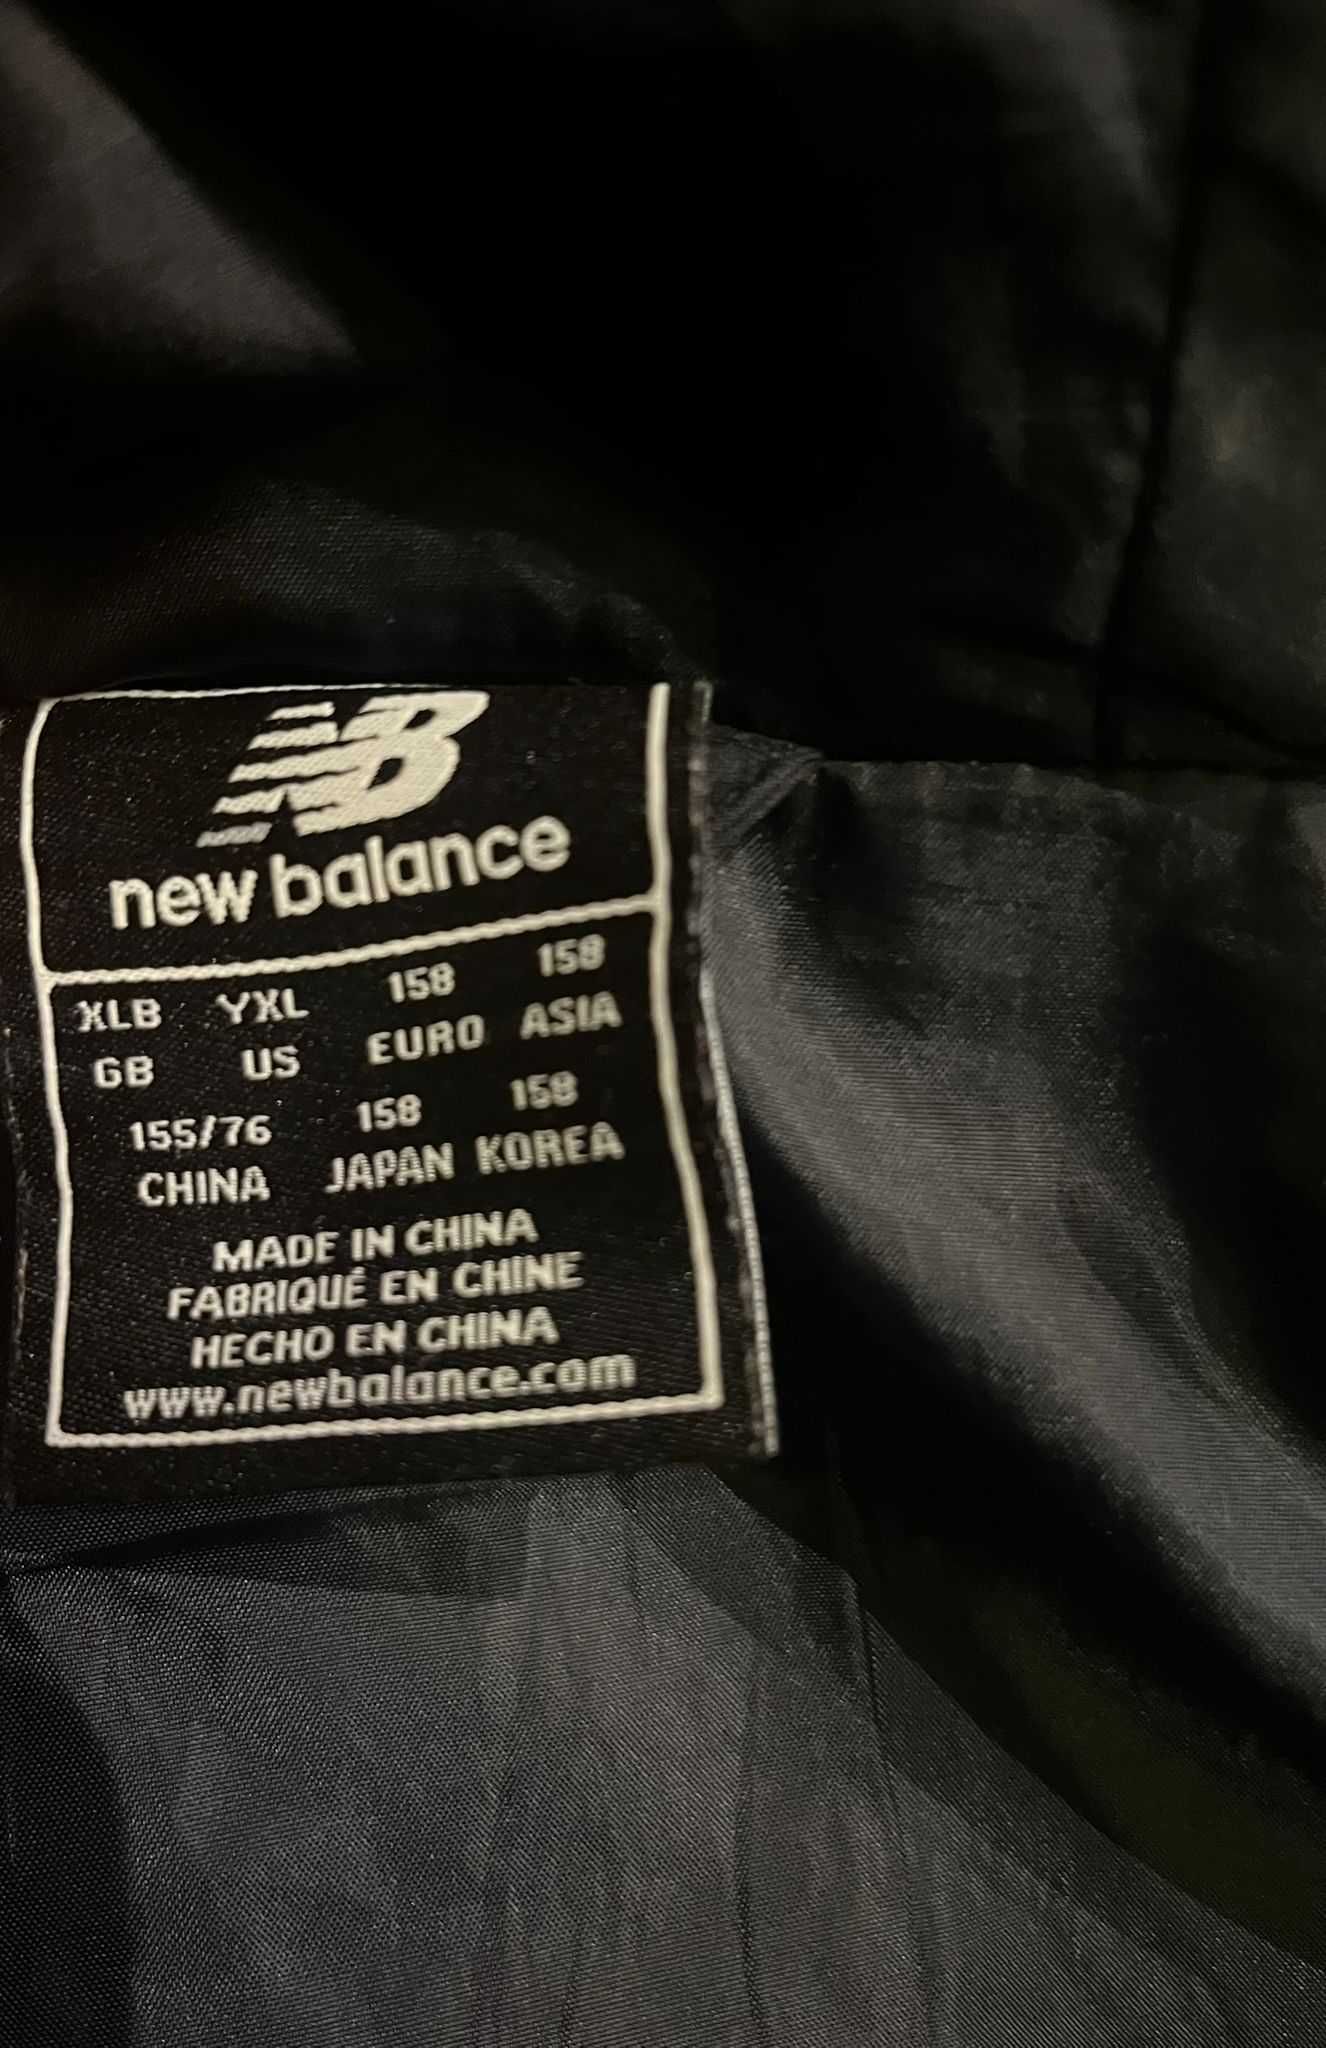 NB
new balance
XLB YXL 158 158
GB US EURO ASIA
155/76 158 158
CHINA JAPAN KOREA
MADE IN CHINA
FABRIQUÉ EN CHINE
HECHO EN CHINA
www.newbalance.com